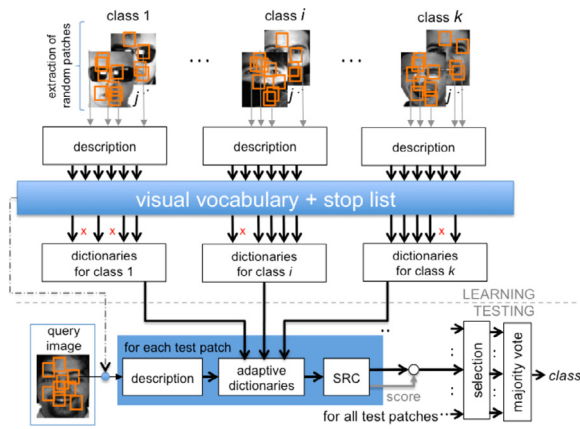 class 1
class i
class k
extraction of
random patches
...
...
j
j
j
description
description
description
visual vocabulary + stop list
x
x
x
x
dictionaries
for class 1
dictionaries
for class i
dictionaries
for class k
LEARNING
TESTING
query
image
for each test patch
description
adaptive
dictionaries
SRC
score
for all test patches
selection
majority vote
class